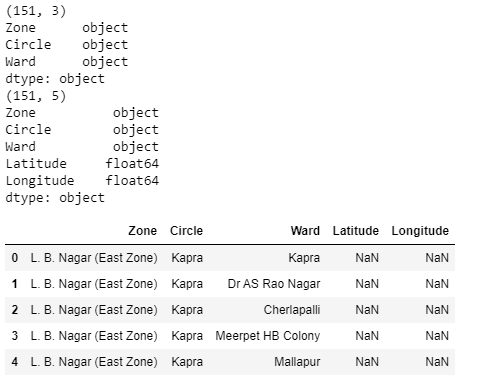 (151, 3)
Zone object
Circle object
Ward object
dtype: object
(151, 5)
Zone object
Circle object
Ward object
Latitude float64
Longitude float64
dtype: object
Zone Circle Ward Latitude Longitude
0 L. B. Nagar (East Zone) Kapra Kapra NaN NaN
1 L. B. Nagar (East Zone) Kapra Dr AS Rao Nagar NaN NaN
2 L. B. Nagar (East Zone) Kapra Cherlapalli NaN NaN
3 L. B. Nagar (East Zone) Kapra Meerpet HB Colony NaN NaN
4 L. B. Nagar (East Zone) Kapra Mallapur NaN NaN